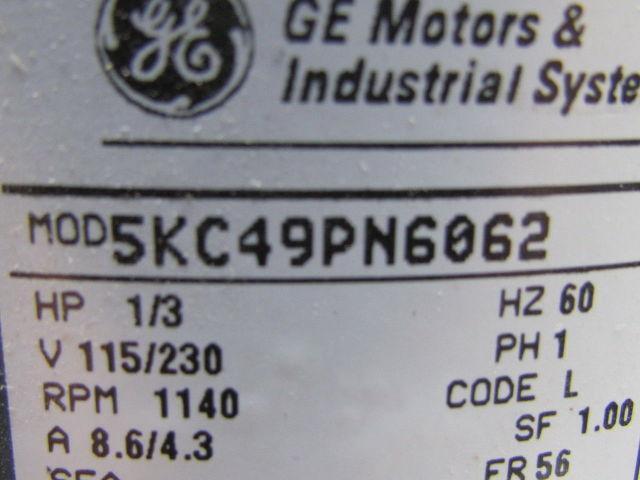 GE
GE Motors &
Industrial Syste
MOD 5KC49PN6062
HP 1/3 HZ 60
V 115/230 PH 1
RPM 1140 CODE L
A 8.6/4.3 SF 1.00
FR 56